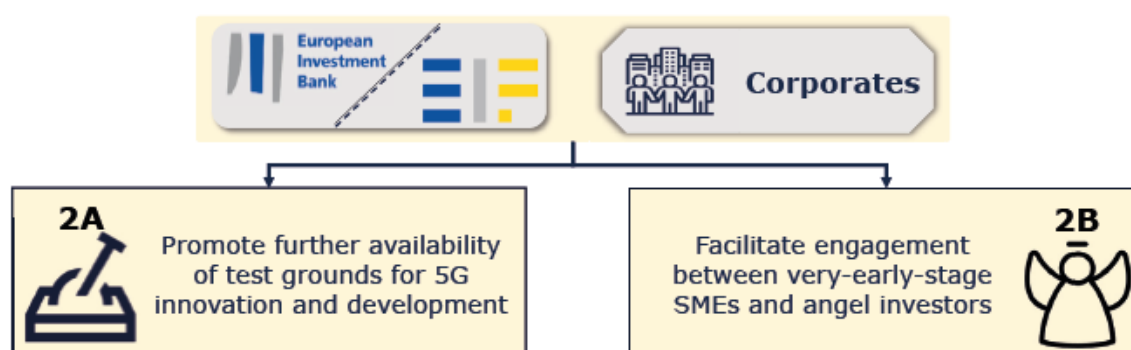 European
Investment
Bank
EIF
Corporates
2A
Promote further availability
of test grounds for 5G
innovation and development
2B
Facilitate engagement
between very-early-stage
SMEs and angel investors